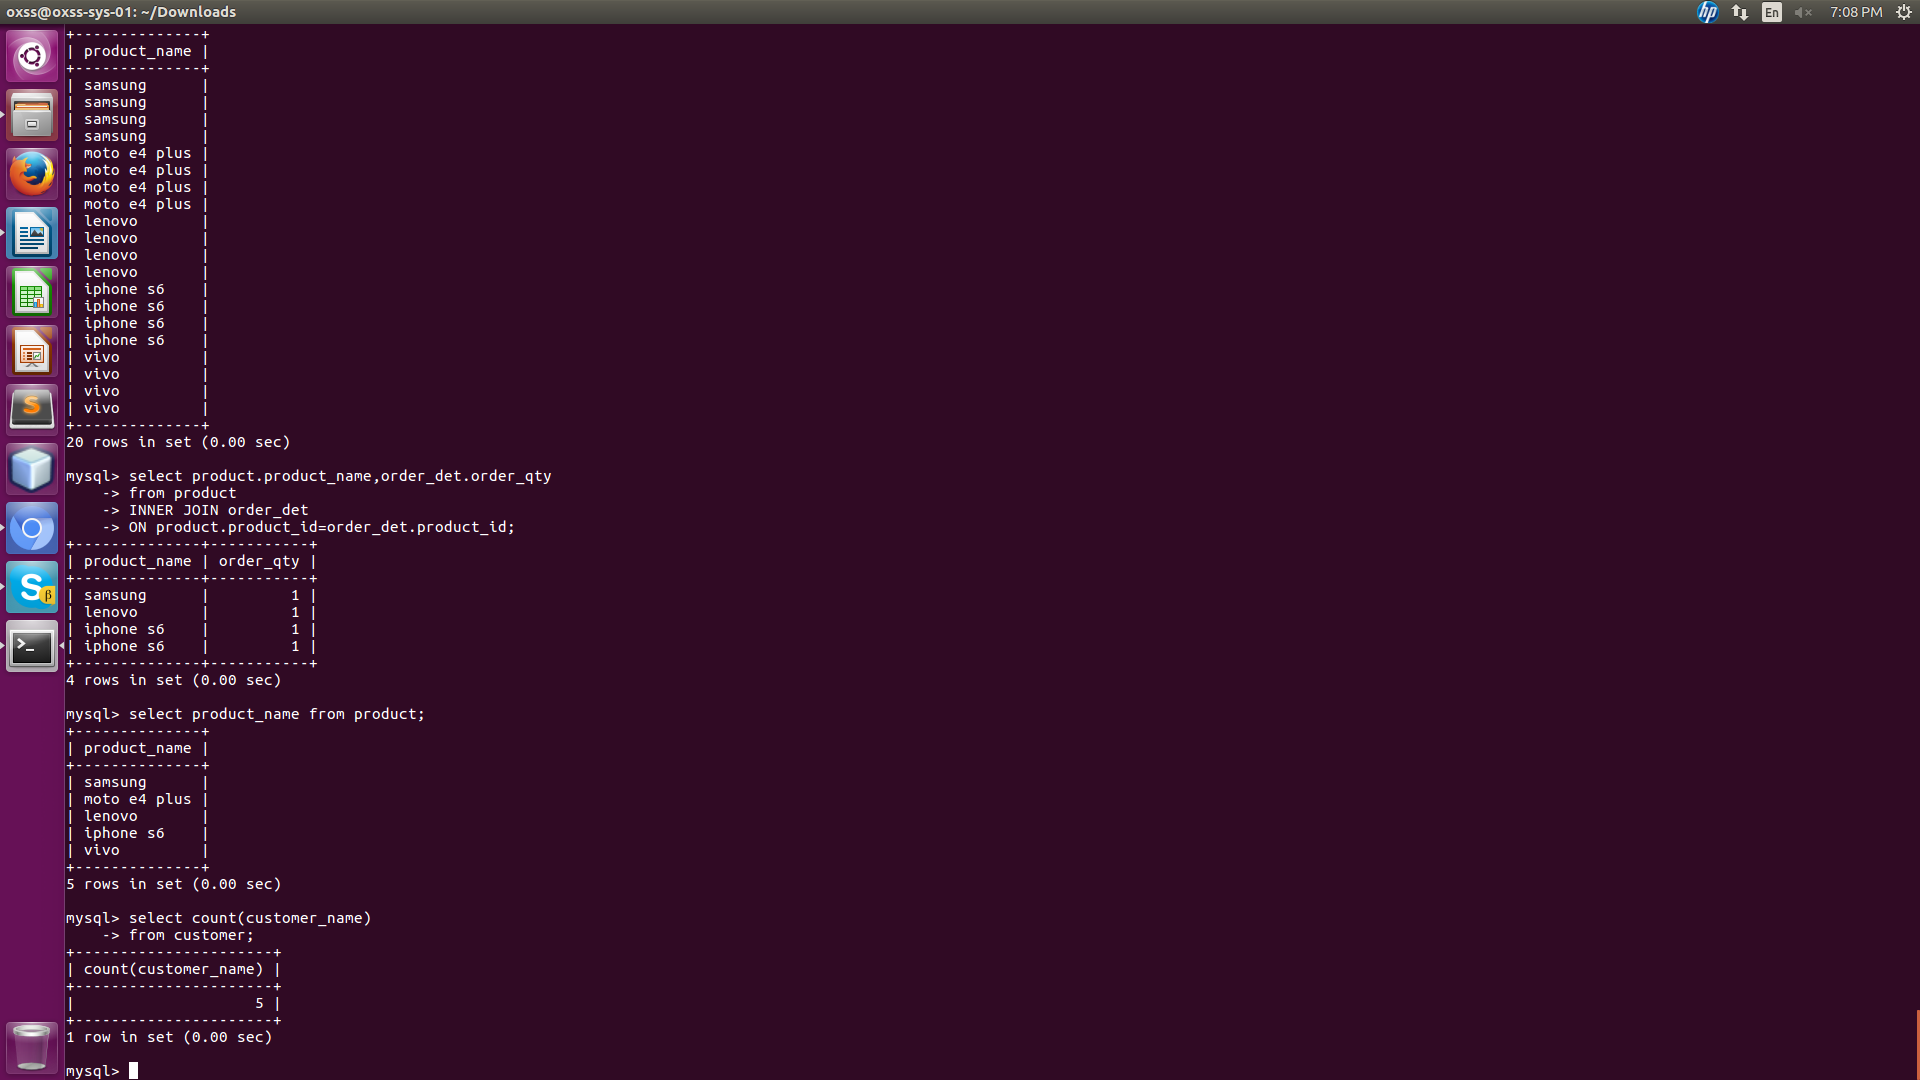 oxss@oxss-sys-01: ~/Downloads
hp
En
7:08 PM
+--------------+
| product_name |
+--------------+
| samsung      |
| samsung      |
| samsung      |
| samsung      |
| moto e4 plus |
| moto e4 plus |
| moto e4 plus |
| moto e4 plus |
| lenovo       |
| lenovo       |
| lenovo       |
| lenovo       |
| iphone s6    |
| iphone s6    |
| iphone s6    |
| iphone s6    |
| vivo         |
| vivo         |
| vivo         |
| vivo         |
+--------------+
20 rows in set (0.00 sec)
mysql> select product.product_name,order_det.order_qty
    -> from product
    -> INNER JOIN order_det
    -> ON product.product_id=order_det.product_id;
+--------------+-----------+
| product_name | order_qty |
+--------------+-----------+
| samsung      |         1 |
| lenovo       |         1 |
| iphone s6    |         1 |
| iphone s6    |         1 |
+--------------+-----------+
4 rows in set (0.00 sec)
mysql> select product_name from product;
+--------------+
| product_name |
+--------------+
| samsung      |
| moto e4 plus |
| lenovo       |
| iphone s6    |
| vivo         |
+--------------+
5 rows in set (0.00 sec)
mysql> select count(customer_name)
    -> from customer;
+----------------------+
| count(customer_name) |
+----------------------+
|                    5 |
+----------------------+
1 row in set (0.00 sec)
mysql>